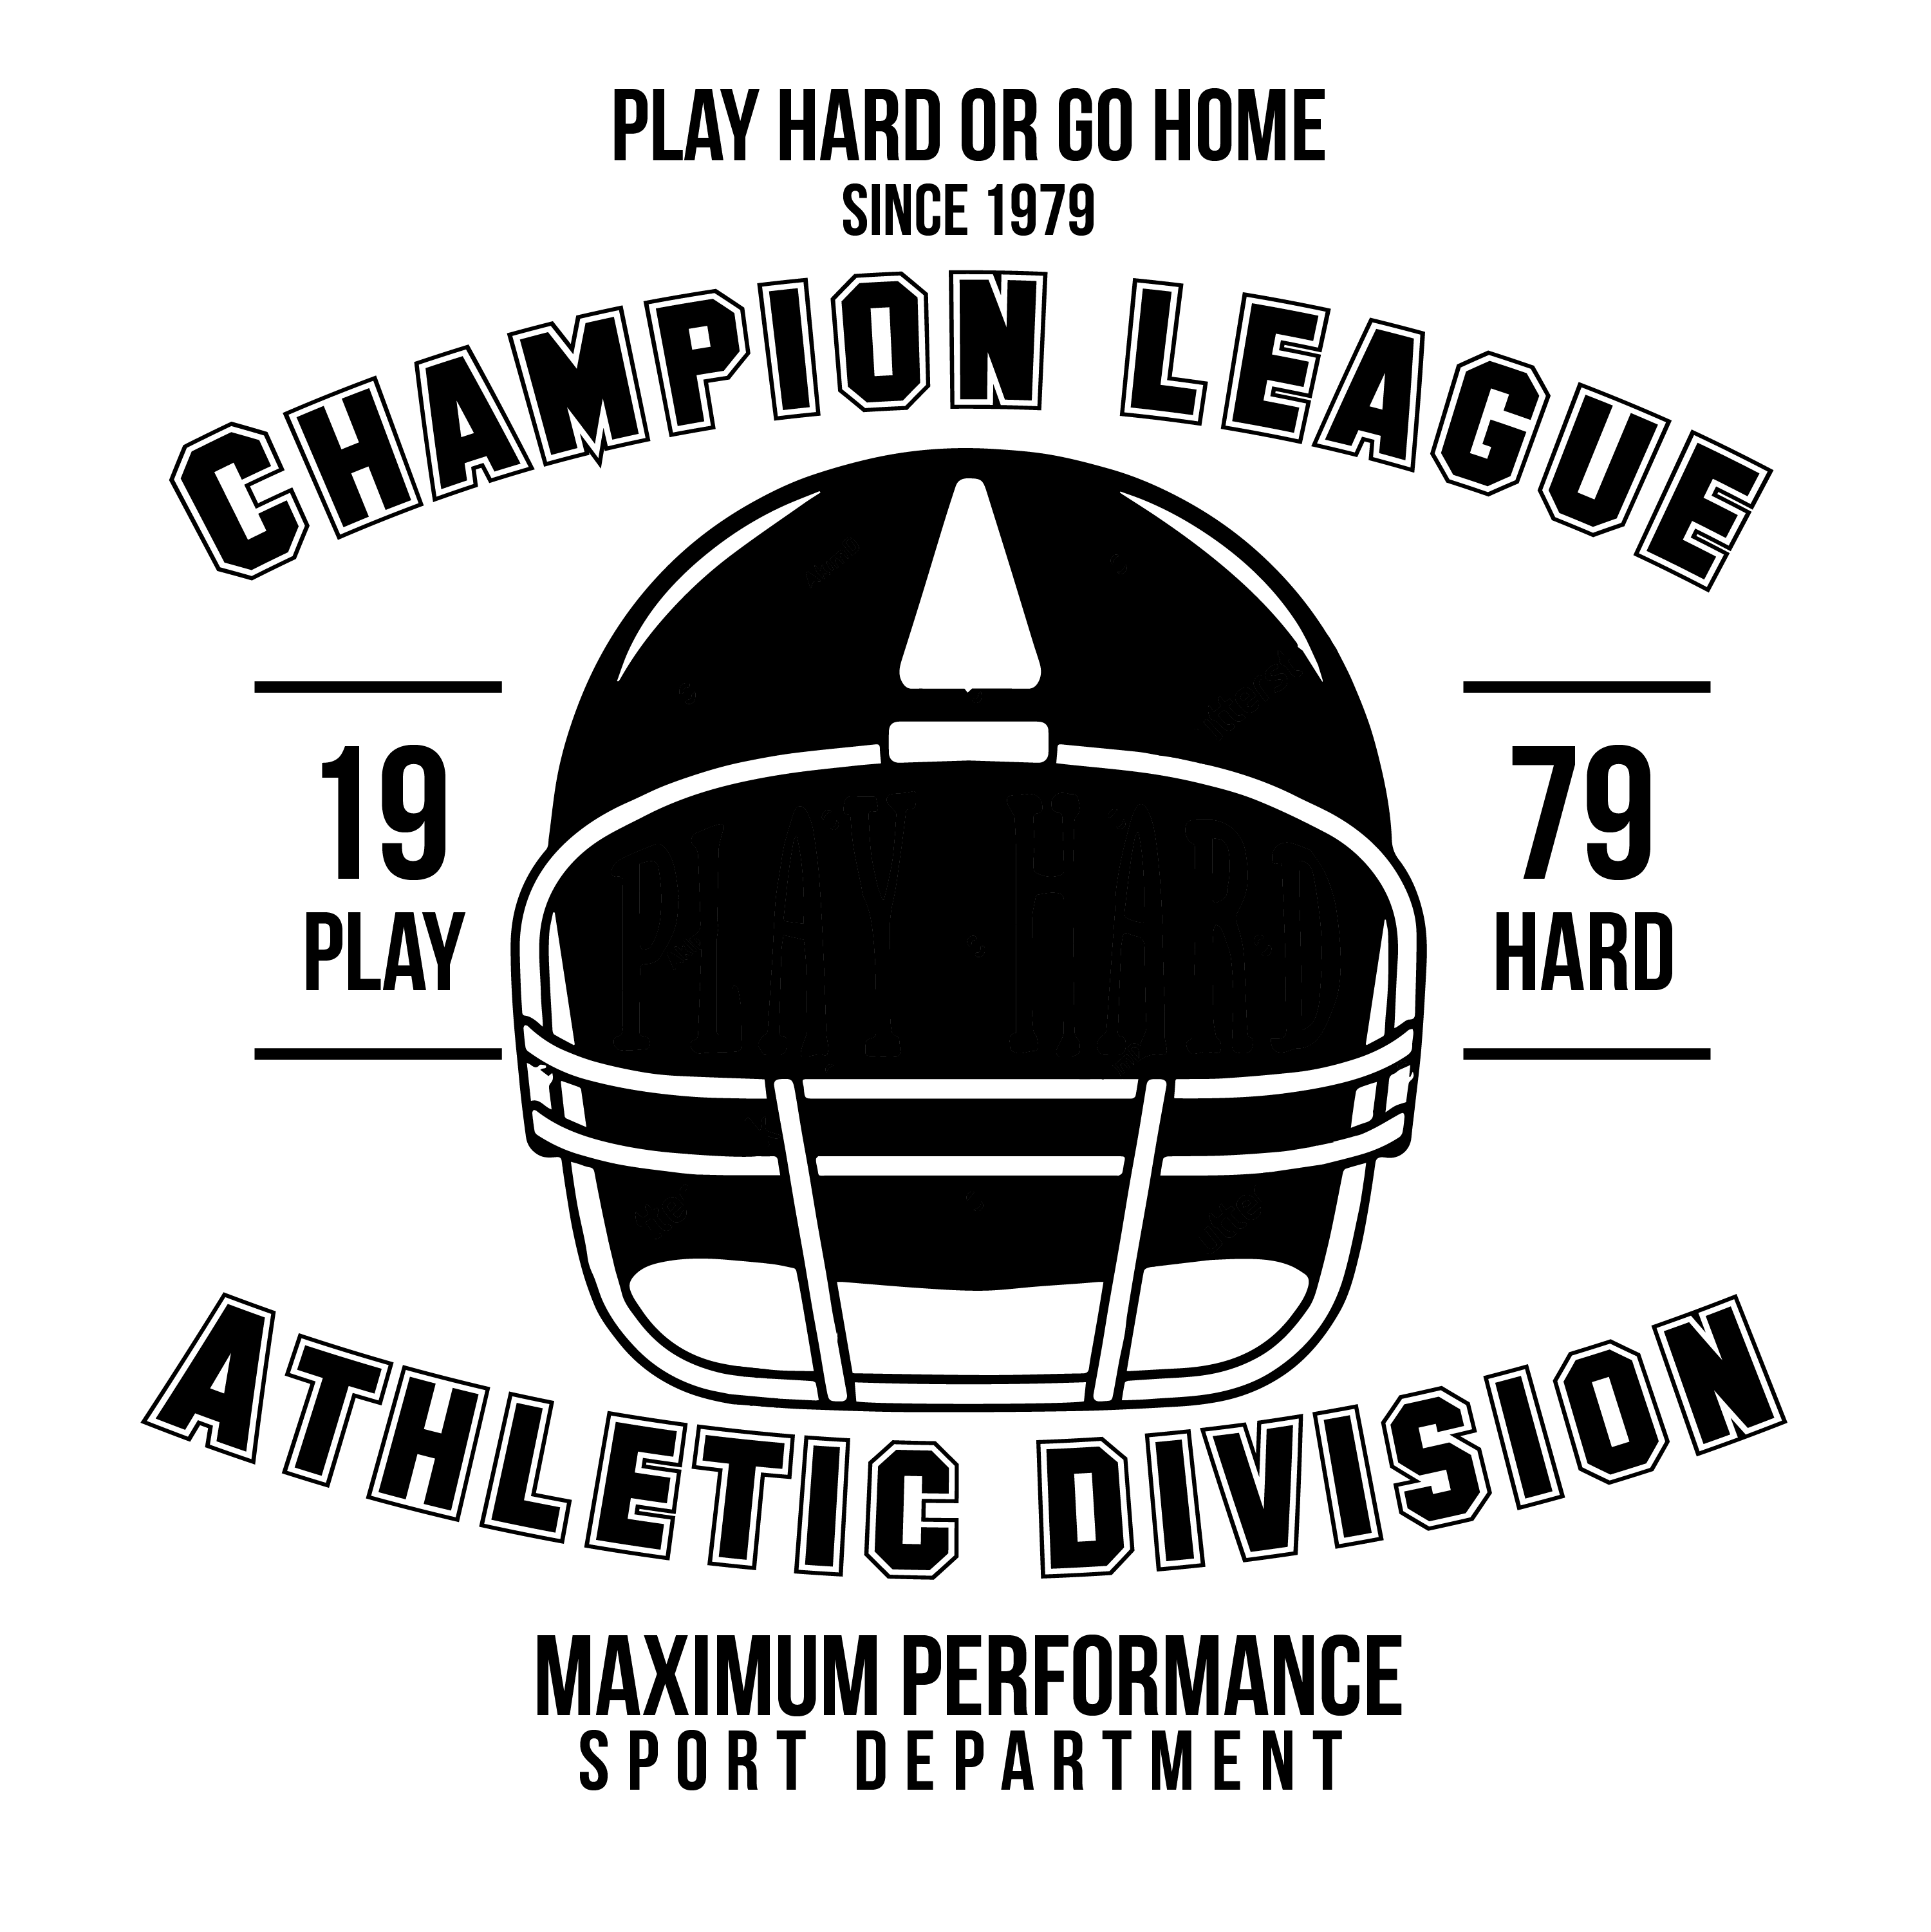 PLAY HARD OR GO HOME
SINCE 1979
CHAMPION LEAGUE
19
PLAY
79
HARD
PLAY HARD
ATHLETIC DIVISION
MAXIMUM PERFORMANCE
SPORT DEPARTMENT